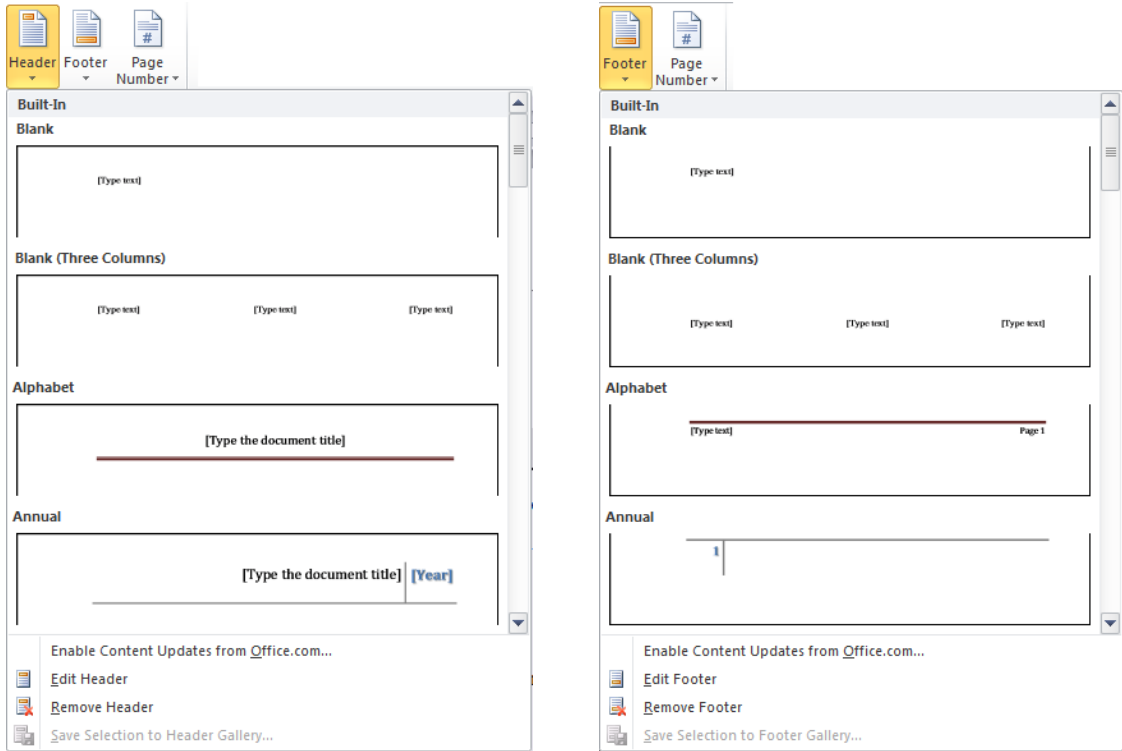 Header Footer Page Number
Built-In
Blank
[Type text]
Blank (Three Columns)
[Type text] [Type text] [Type text]
Alphabet
[Type the document title]
Annual
[Type the document title] [Year]
Enable Content Updates from Office.com...
Edit Header
Remove Header
Save Selection to Header Gallery...
Footer Page Number
Built-In
Blank
[Type text]
Blank (Three Columns)
[Type text] [Type text] [Type text]
Alphabet
[Type text] Page 1
Annual
1
Enable Content Updates from Office.com...
Edit Footer
Remove Footer
Save Selection to Footer Gallery...